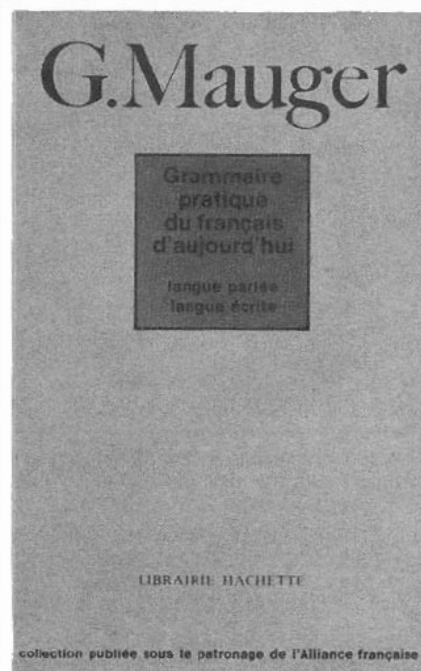 G.Mauger
Grammaire
pratique
du français
d'aujourd'hui
langue parlée
langue écrite
LIBRAIRIE HACHETTE
collection publiée sous le patronage de l'Alliance française